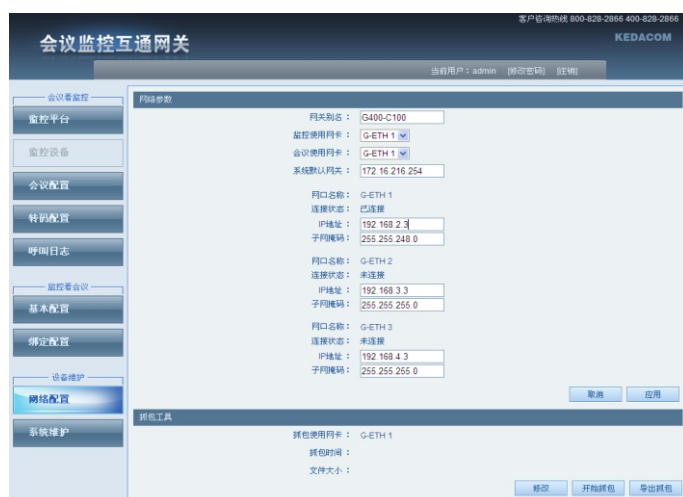 客户咨询热线 800-828-2866 400-828-2866
会议监控互通网关
KEDACOM
当前用户：admin [修改密码] [注销]
会议看监控
监控平台
监控设备
会议配置
转码配置
呼叫日志
监控看会议
基本配置
绑定配置
设备维护
网络配置
系统维护
网络参数
网关别名： G400-C100
监控使用网卡： G-ETH 1
会议使用网卡： G-ETH 1
系统默认网关： 172.16.216.254
网口名称： G-ETH 1
连接状态： 已连接
IP地址： 192.168.2.3
子网掩码： 255.255.248.0
网口名称： G-ETH 2
连接状态： 未连接
IP地址： 192.168.3.3
子网掩码： 255.255.255.0
网口名称： G-ETH 3
连接状态： 未连接
IP地址： 192.168.4.3
子网掩码： 255.255.255.0
取消 应用
抓包工具
抓包使用网卡： G-ETH 1
抓包时间：
文件大小：
修改 开始抓包 导出抓包